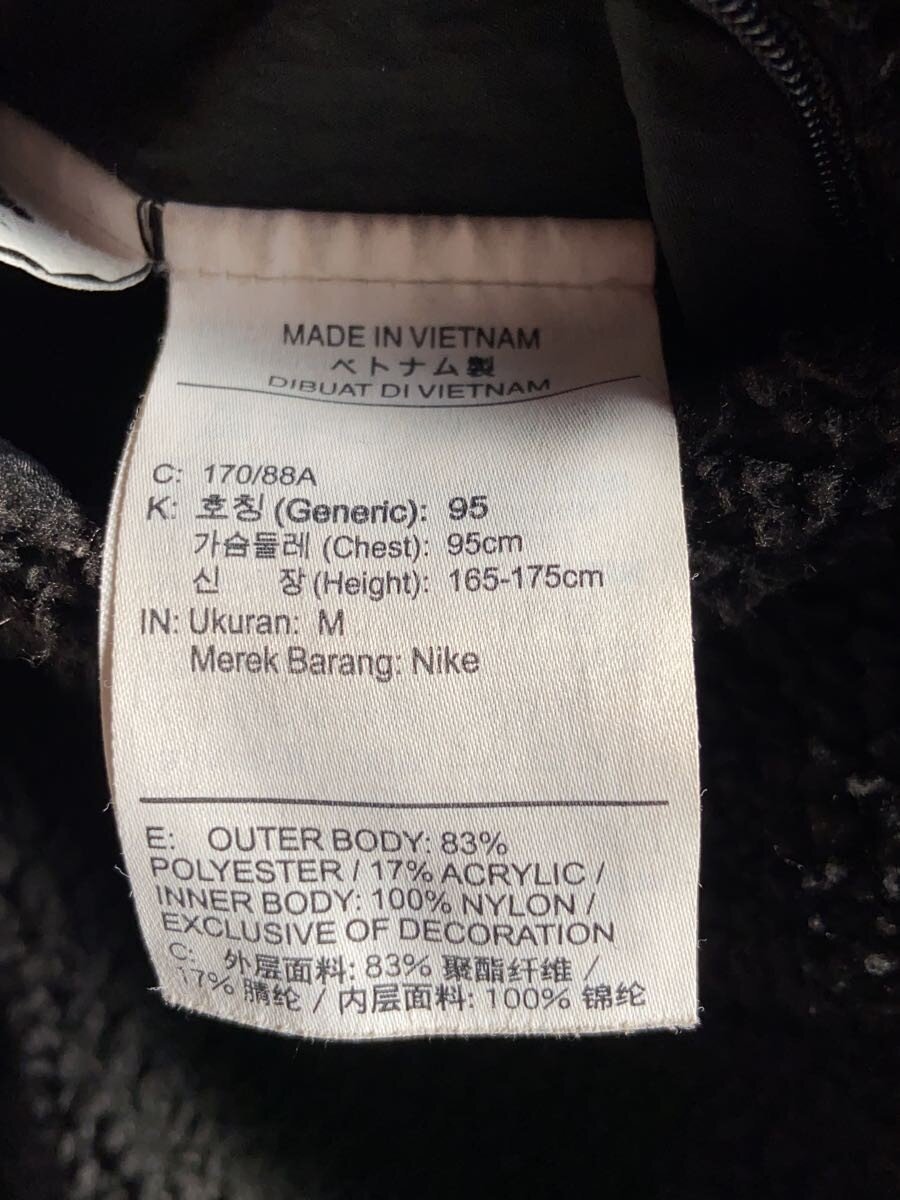 MADE IN VIETNAM
ベトナム製
DIBUAT DI VIETNAM
C: 170/88A
K: 호칭 (Generic): 95
가슴둘레 (Chest): 95cm
신 장 (Height): 165-175cm
IN: Ukuran: M
Merek Barang: Nike
E: OUTER BODY: 83%
POLYESTER / 17% ACRYLIC /
INNER BODY: 100% NYLON /
EXCLUSIVE OF DECORATION
C: 外层面料: 83% 聚酯纤维 /
17% 腈纶 / 内层面料: 100% 锦纶